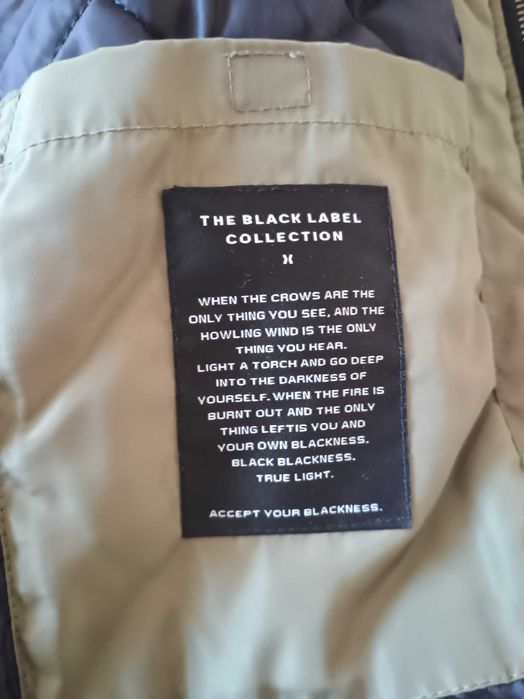 THE BLACK LABEL
COLLECTION
WHEN THE CROWS ARE THE
ONLY THING YOU SEE, AND THE
HOWLING WIND IS THE ONLY
THING YOU HEAR.
LIGHT A TORCH AND GO DEEP
INTO THE DARKNESS OF
YOURSELF. WHEN THE FIRE IS
BURNT OUT AND THE ONLY
THING LEFTIS YOU AND
YOUR OWN BLACKNESS.
BLACK BLACKNESS.
TRUE LIGHT.
ACCEPT YOUR BLACKNESS.